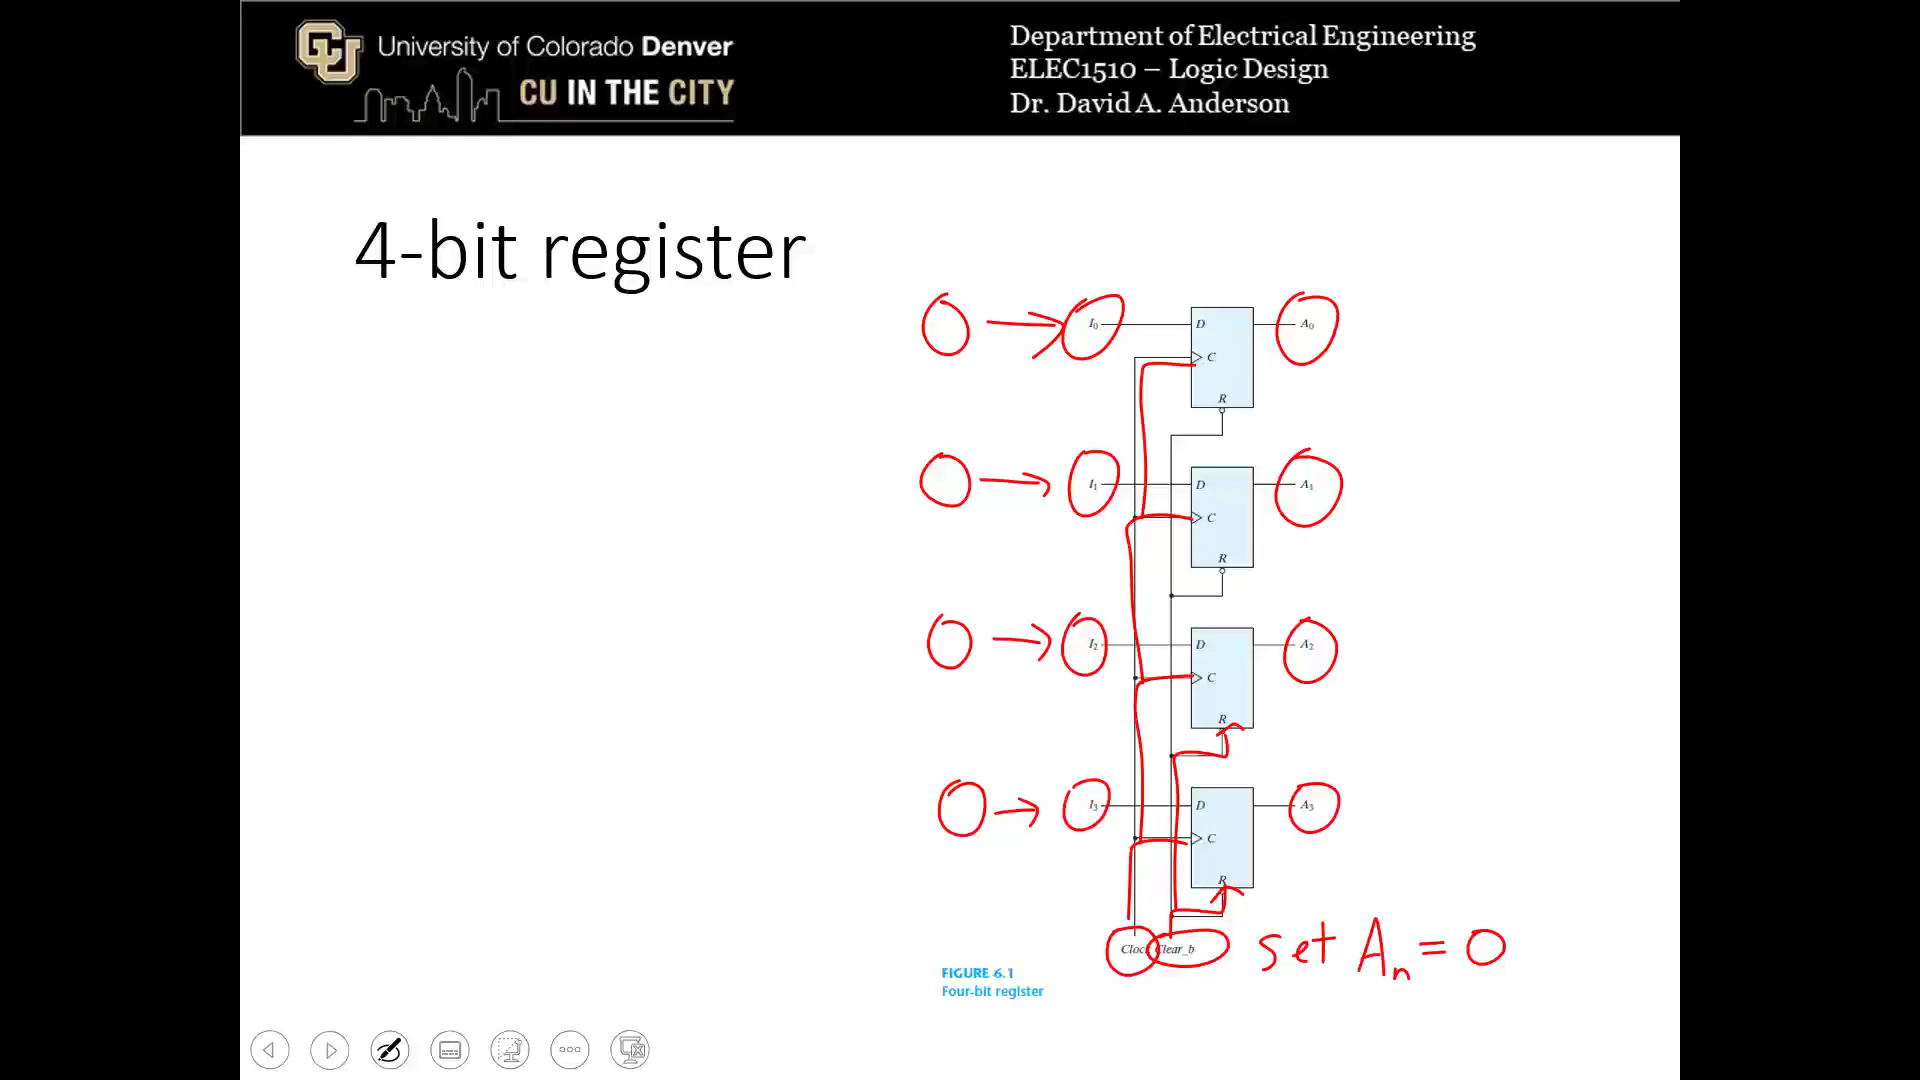 University of Colorado Denver
CU IN THE CITY
Department of Electrical Engineering
ELEC1510 – Logic Design
Dr. David A. Anderson
4-bit register
I0
D
A0
C
R
I1
D
A1
C
R
I2
D
A2
C
R
I3
D
A3
C
R
Clear_b
set An = 0
FIGURE 6.1
Four-bit register